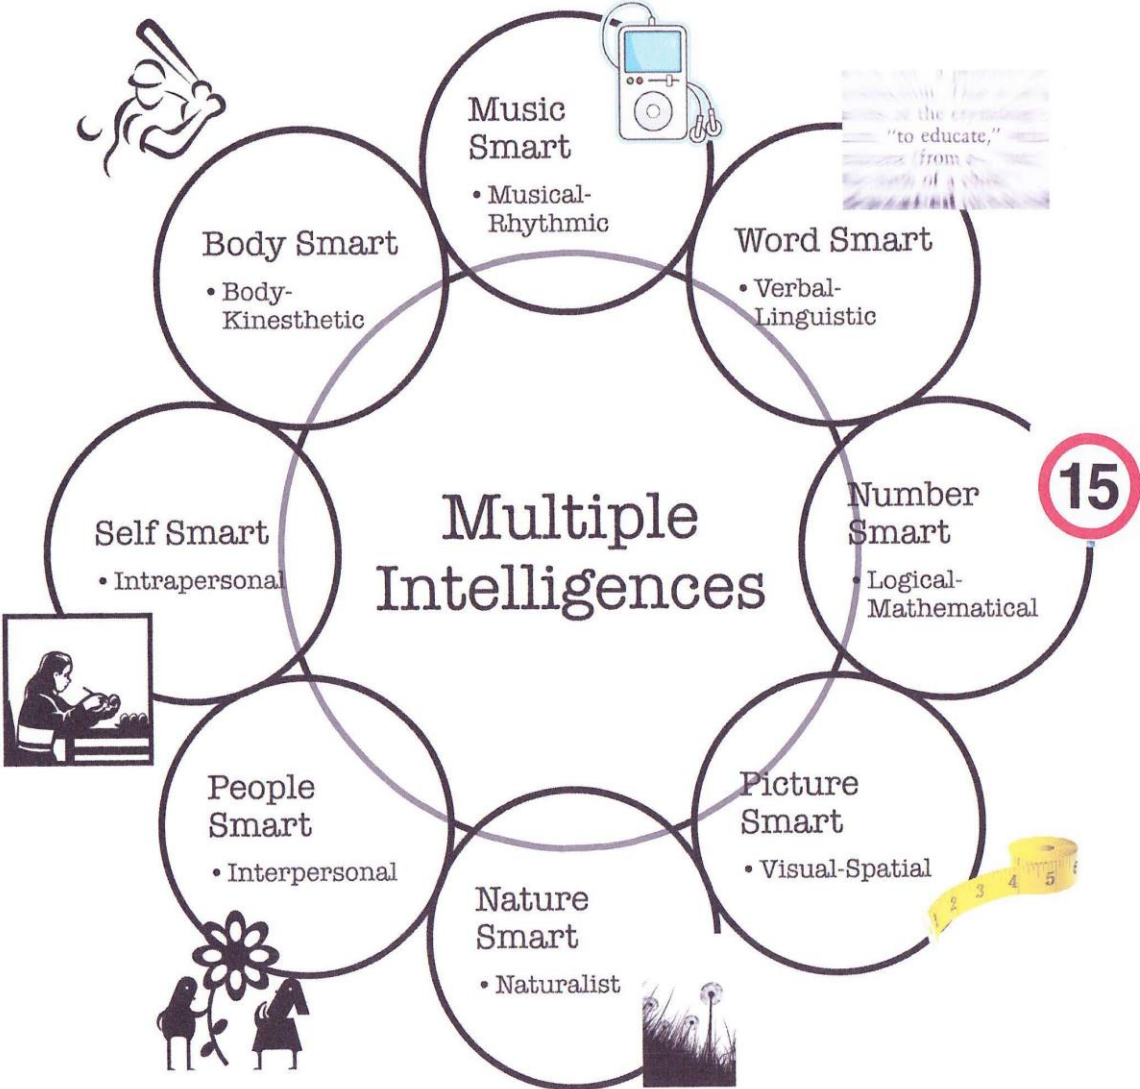 Music
Smart
• Musical-
Rhythmic
"to educate,"
from
Word Smart
• Verbal-
Linguistic
15
Number
Smart
• Logical-
Mathematical
Picture
Smart
• Visual-Spatial
1 2 3 4 5
Nature
Smart
• Naturalist
People
Smart
• Interpersonal
Self Smart
• Intrapersonal
Body Smart
• Body-
Kinesthetic
Multiple
Intelligences